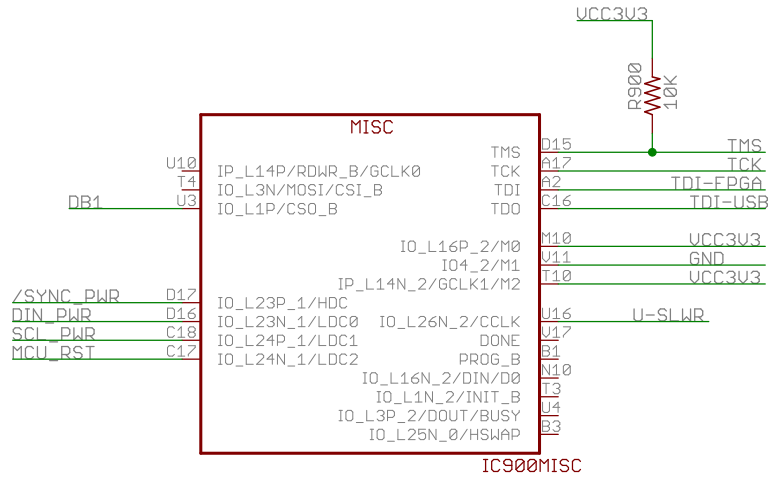 VCC3V3
R900
10K
MISC
D15 TMS
TMS
A17 TCK
U10 IP_L14P/RDWR_B/GCLK0 TCK
T4 IO_L3N/MOSI/CSI_B TDI A2 TDI-FPGA
DB1 U3 IO_L1P/CSO_B TDO C16 TDI-USB
IO_L16P_2/M0 M10 VCC3V3
IO4_2/M1 V11 GND
IP_L14N_2/GCLK1/M2 T10 VCC3V3
/SYNC_PWR D17 IO_L23P_1/HDC
DIN_PWR D16 IO_L23N_1/LDC0 IO_L26N_2/CCLK U16 U-SLWR
SCL_PWR C18 IO_L24P_1/LDC1 DONE V17
MCU_RST C17 IO_L24N_1/LDC2 PROG_B B1
IO_L16N_2/DIN/D0 N10
IO_L1N_2/INIT_B T3
IO_L3P_2/DOUT/BUSY U4
IO_L25N_0/HSWAP B3
IC900MISC